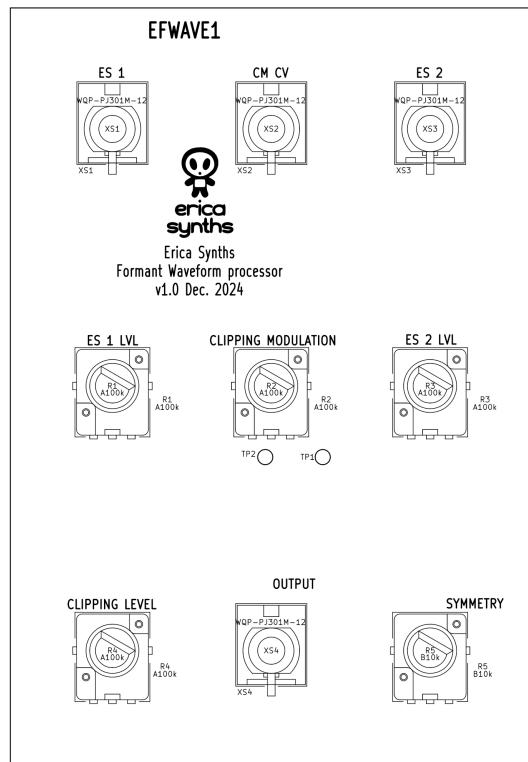 EFWAVE1
ES 1
CM CV
ES 2
WQP-PJ301M-12
WQP-PJ301M-12
WQP-PJ301M-12
XS1
XS2
XS3
XS1
XS2
XS3
erica
synths
Erica Synths
Formant Waveform processor
v1.0 Dec. 2024
ES 1 LVL
CLIPPING MODULATION
ES 2 LVL
R1
A100k
R1
A100k
R2
A100k
R2
A100k
R3
A100k
R3
A100k
TP2
TP1
OUTPUT
CLIPPING LEVEL
SYMMETRY
WQP-PJ301M-12
R4
A100k
R4
A100k
XS4
XS4
R5
B10k
R5
B10k